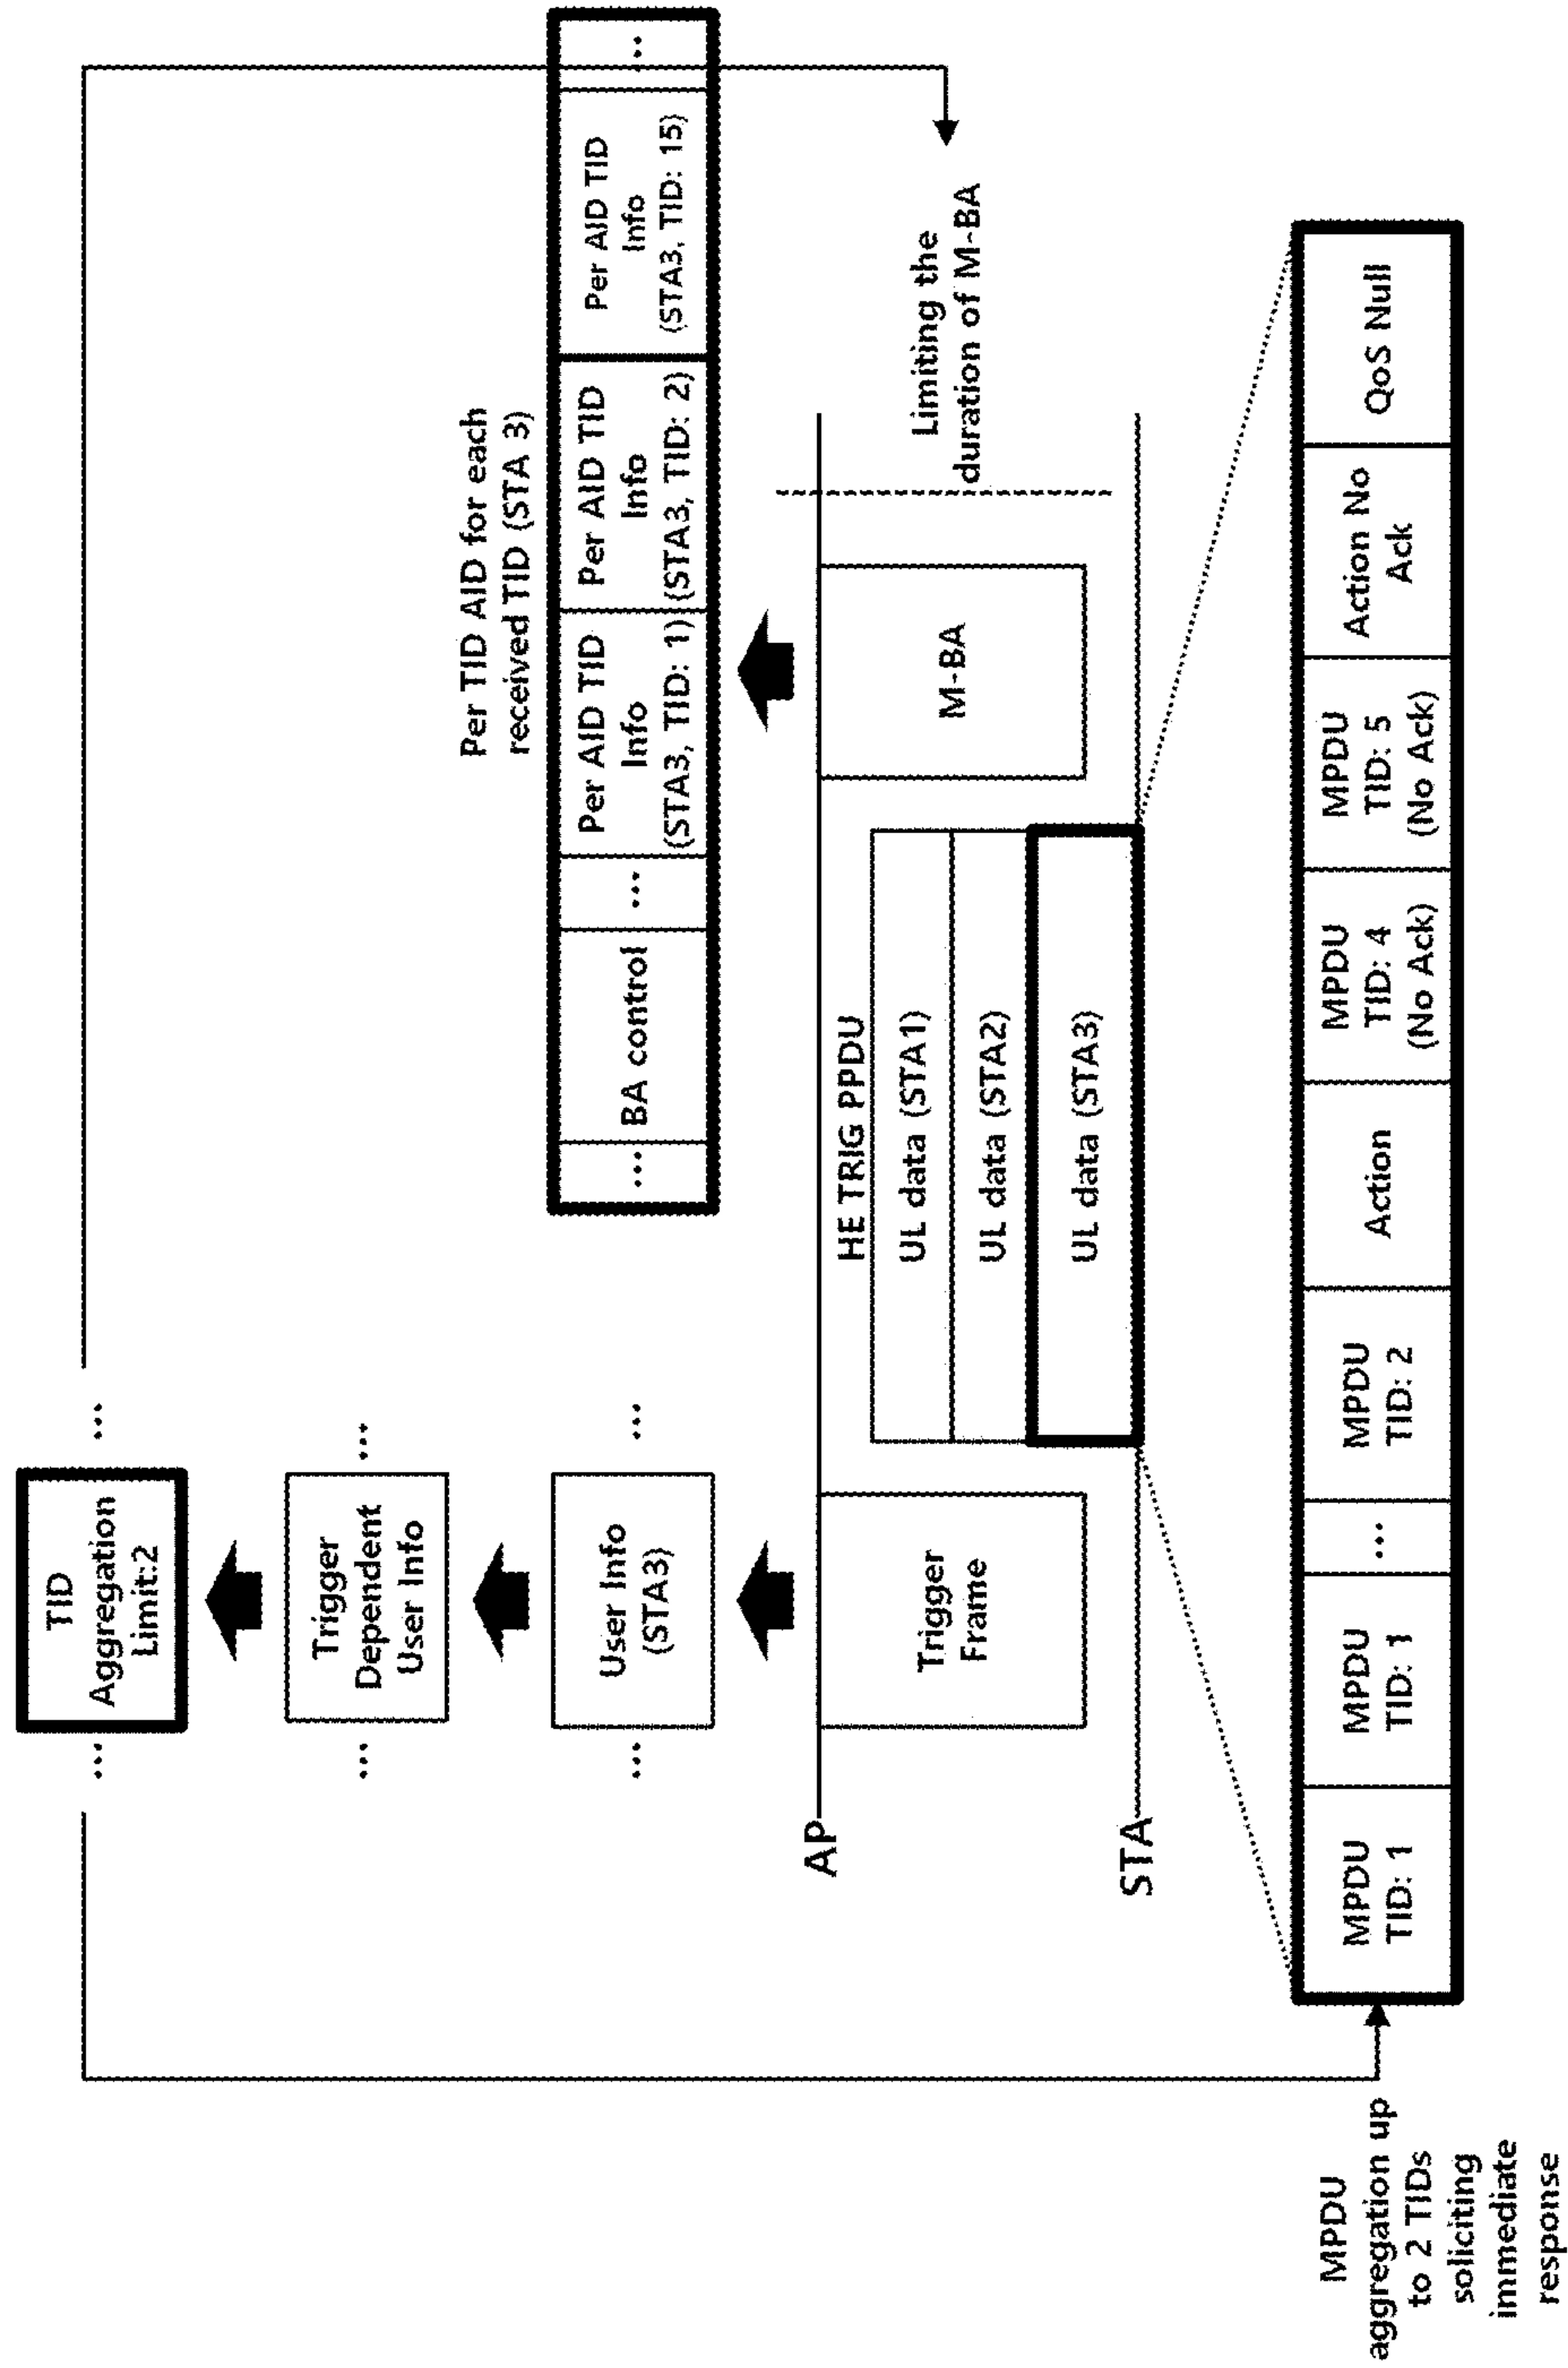 TID
Aggregation
Limit:2
...
...
Trigger
Dependent
User Info
...
...
User Info
(STA3)
...
...
Per TID AID for each
received TID (STA 3)
...
BA control
...
Per AID TID
Info
(STA3, TID: 1)
Per AID TID
Info
(STA3, TID: 2)
Per AID TID
Info
(STA3, TID: 15)
...
AP
Trigger
Frame
HE TRIG PPDU
UL data (STA1)
UL data (STA2)
UL data (STA3)
M-BA
Limiting the
duration of M-BA
STA
MPDU
aggregation up
to 2 TIDs
soliciting
immediate
response
MPDU
TID: 1
MPDU
TID: 1
...
MPDU
TID: 2
Action
MPDU
TID: 4
(No Ack)
MPDU
TID: 5
(No Ack)
Action No
Ack
QoS Null